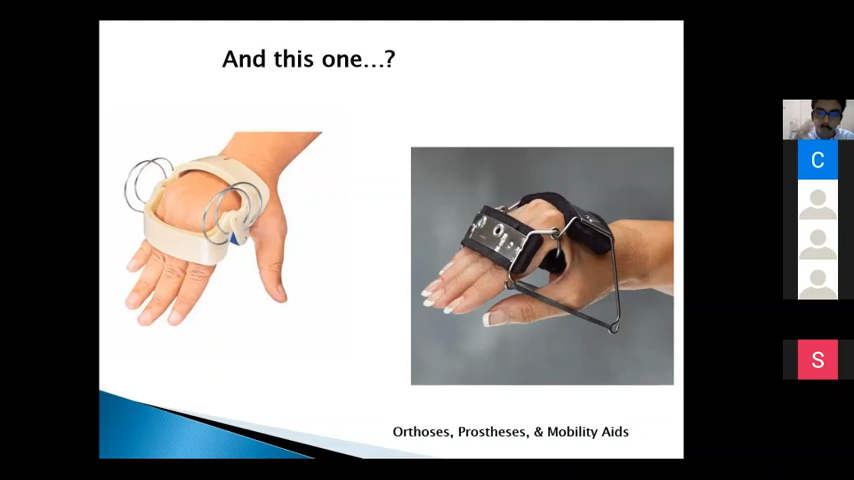 And this one...?
C
S
Orthoses, Prostheses, & Mobility Aids